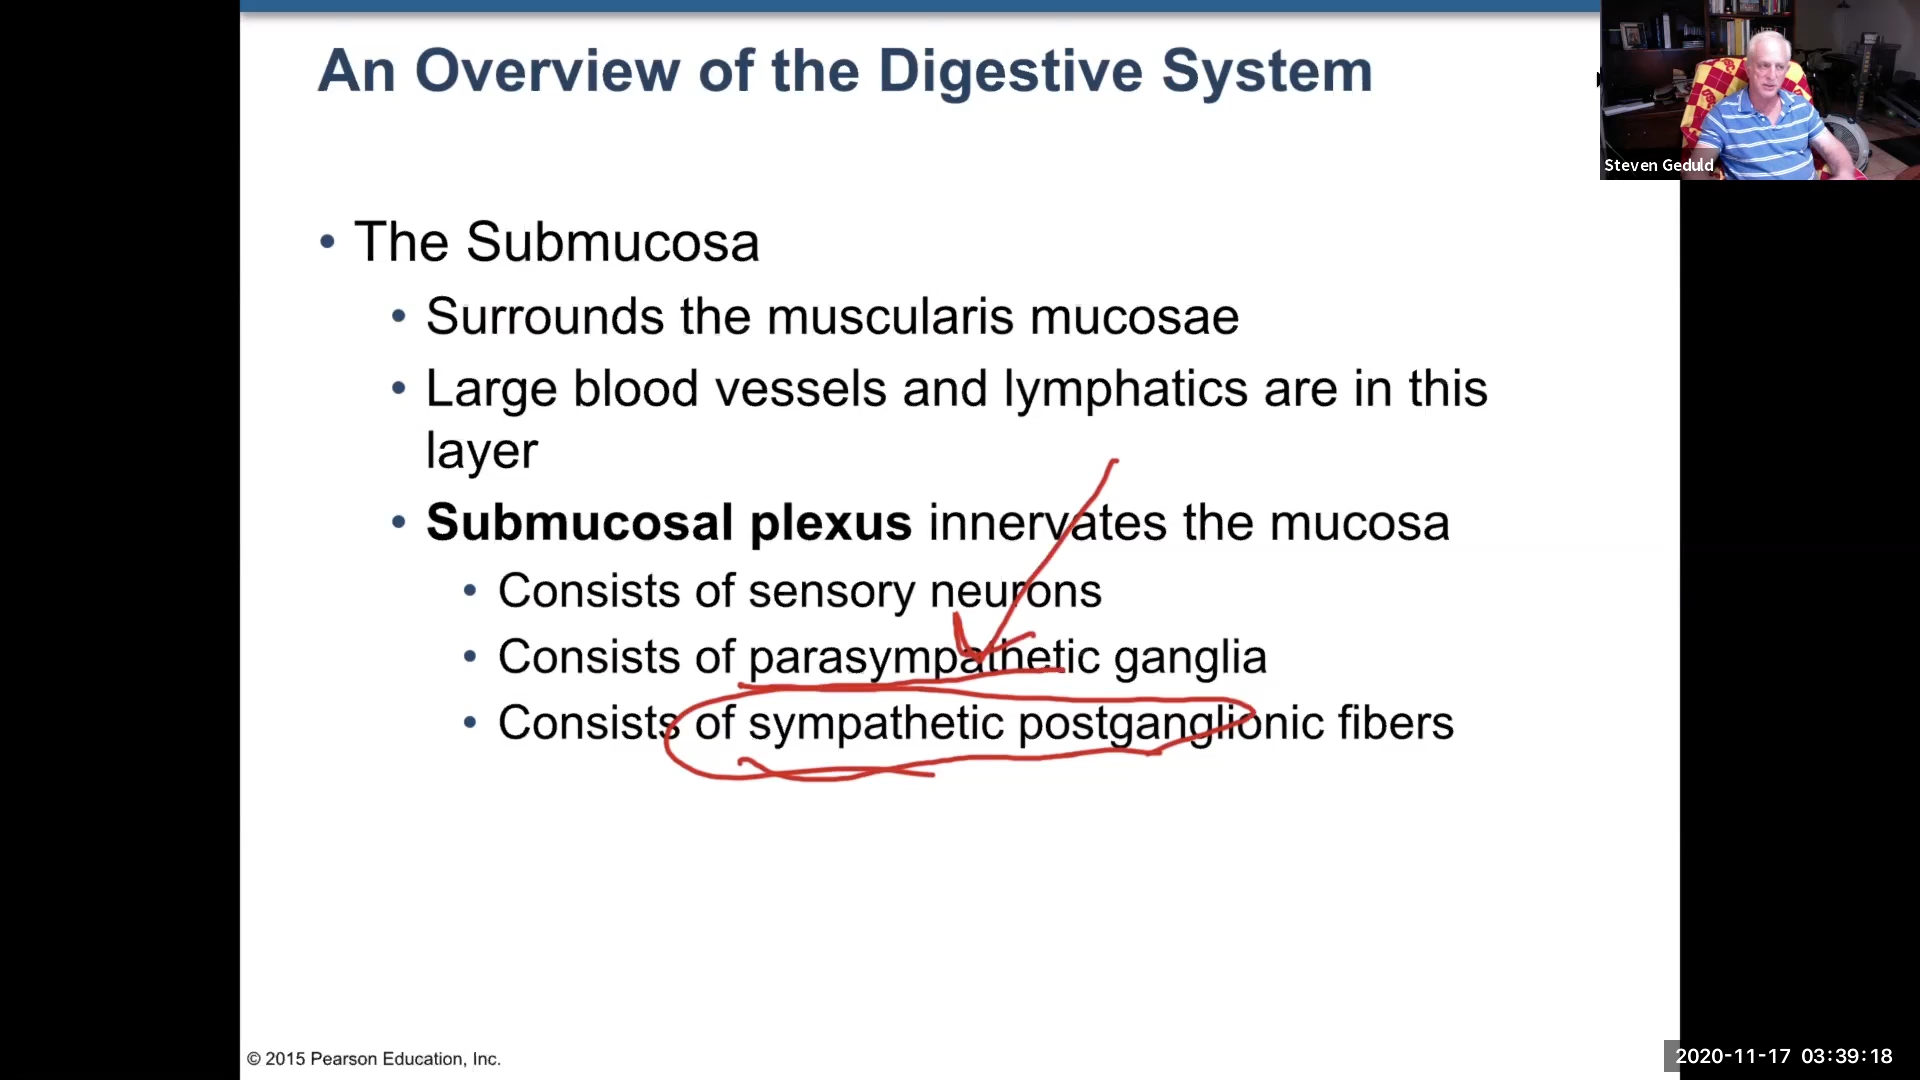 An Overview of the Digestive System
Steven Geduld
• The Submucosa
• Surrounds the muscularis mucosae
• Large blood vessels and lymphatics are in this
layer
• Submucosal plexus innervates the mucosa
• Consists of sensory neurons
• Consists of parasympathetic ganglia
• Consists of sympathetic postganglionic fibers
© 2015 Pearson Education, Inc.
2020-11-17 03:39:18